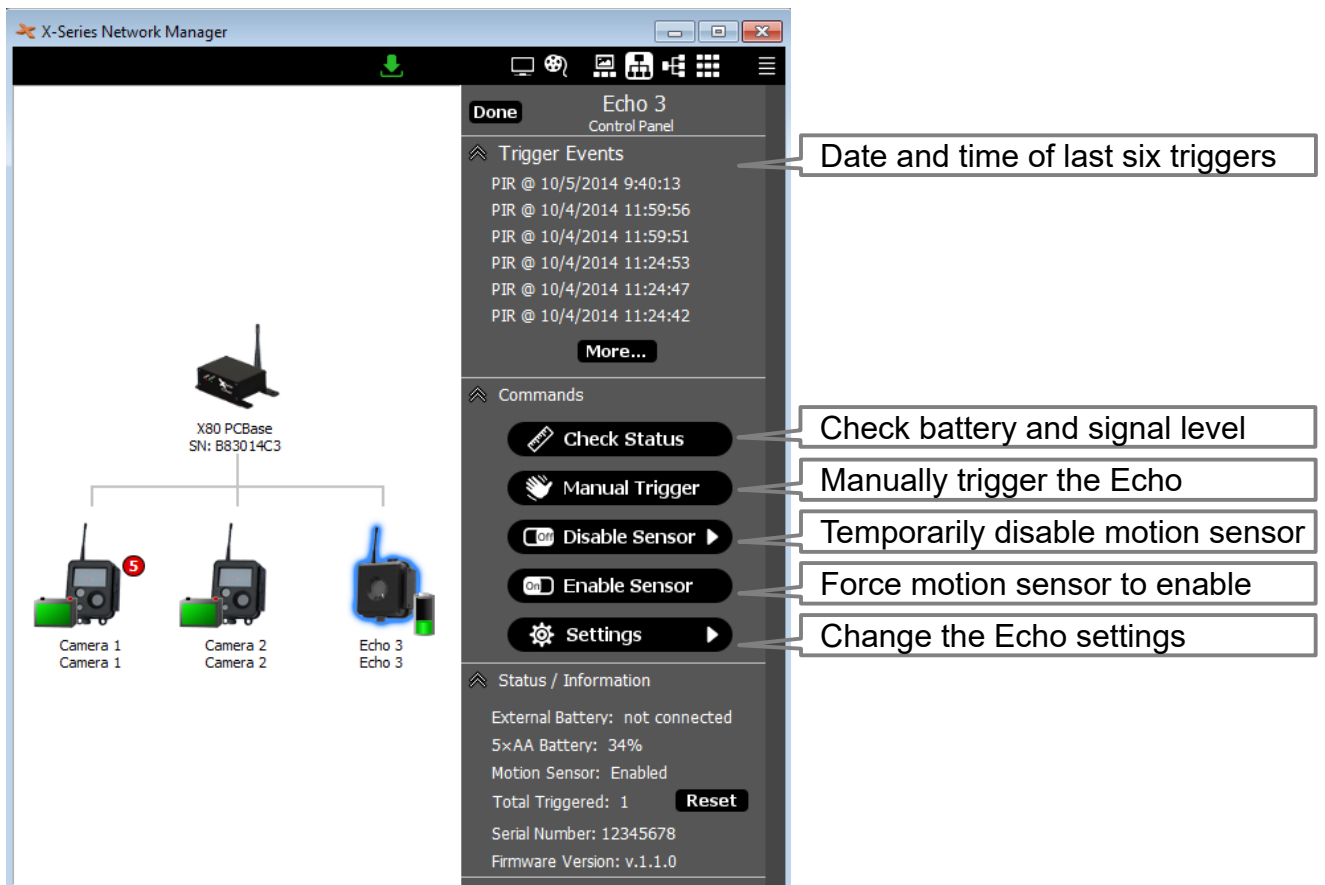 X-Series Network Manager
Done
Echo 3
Control Panel
Trigger Events
Date and time of last six triggers
PIR @ 10/5/2014 9:40:13
PIR @ 10/4/2014 11:59:56
PIR @ 10/4/2014 11:59:51
PIR @ 10/4/2014 11:24:53
PIR @ 10/4/2014 11:24:47
PIR @ 10/4/2014 11:24:42
More...
X80 PCBase
SN: B83014C3
Commands
Check Status
Check battery and signal level
Manual Trigger
Manually trigger the Echo
Off Disable Sensor
Temporarily disable motion sensor
On Enable Sensor
Force motion sensor to enable
Settings
Change the Echo settings
5
Camera 1
Camera 1
Camera 2
Camera 2
Echo 3
Echo 3
Status / Information
External Battery: not connected
5×AA Battery: 34%
Motion Sensor: Enabled
Total Triggered: 1 Reset
Serial Number: 12345678
Firmware Version: v.1.1.0